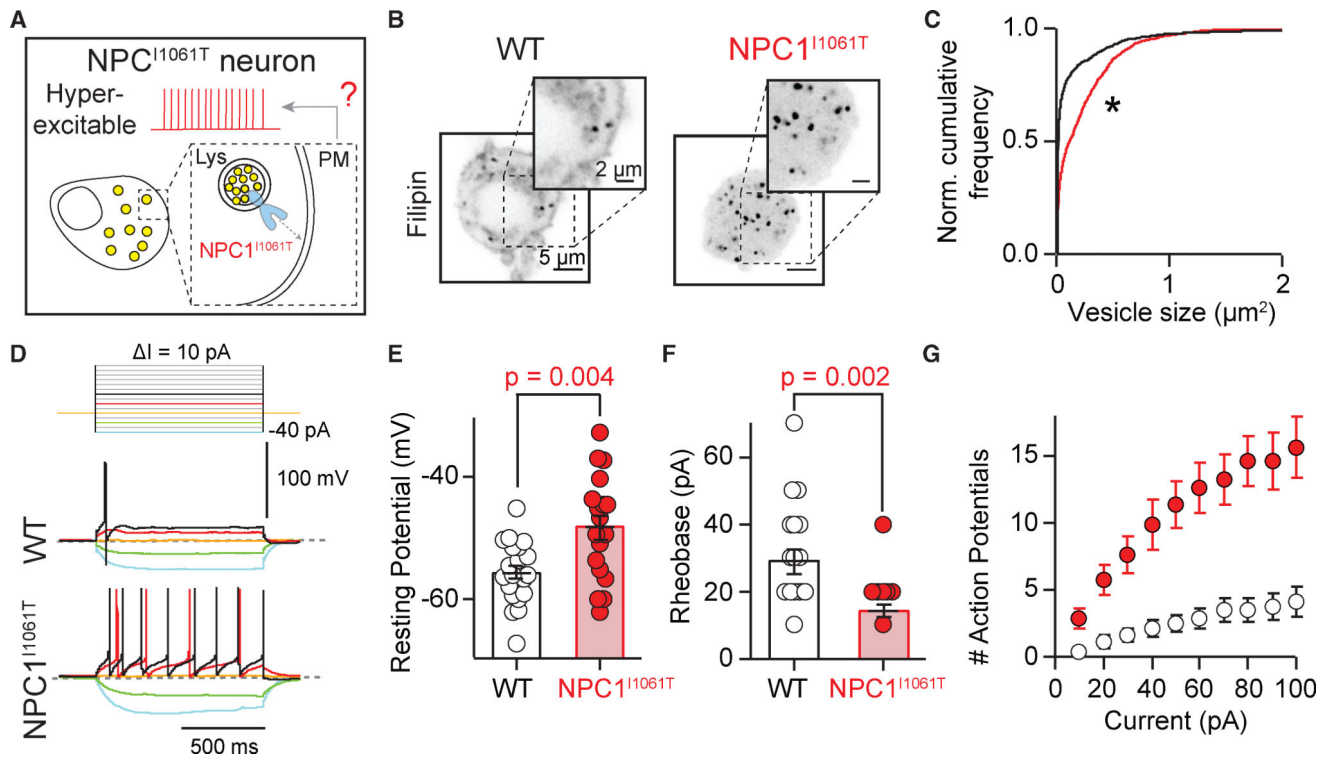 A
NPC^I1061T neuron
Hyper-
excitable
?
Lys
PM
NPC1^I1061T
B
WT
NPC1^I1061T
Filipin
2 μm
5 μm
C
1.0
0.5
0.0
Norm. cumulative
frequency
*
0
1
2
Vesicle size (μm²)
D
ΔI = 10 pA
-40 pA
100 mV
WT
NPC1^I1061T
500 ms
E
p = 0.004
Resting Potential (mV)
-40
-60
WT
NPC1^I1061T
F
p = 0.002
Rheobase (pA)
60
40
20
0
WT
NPC1^I1061T
G
# Action Potentials
15
10
5
0
0
20
40
60
80
100
Current (pA)